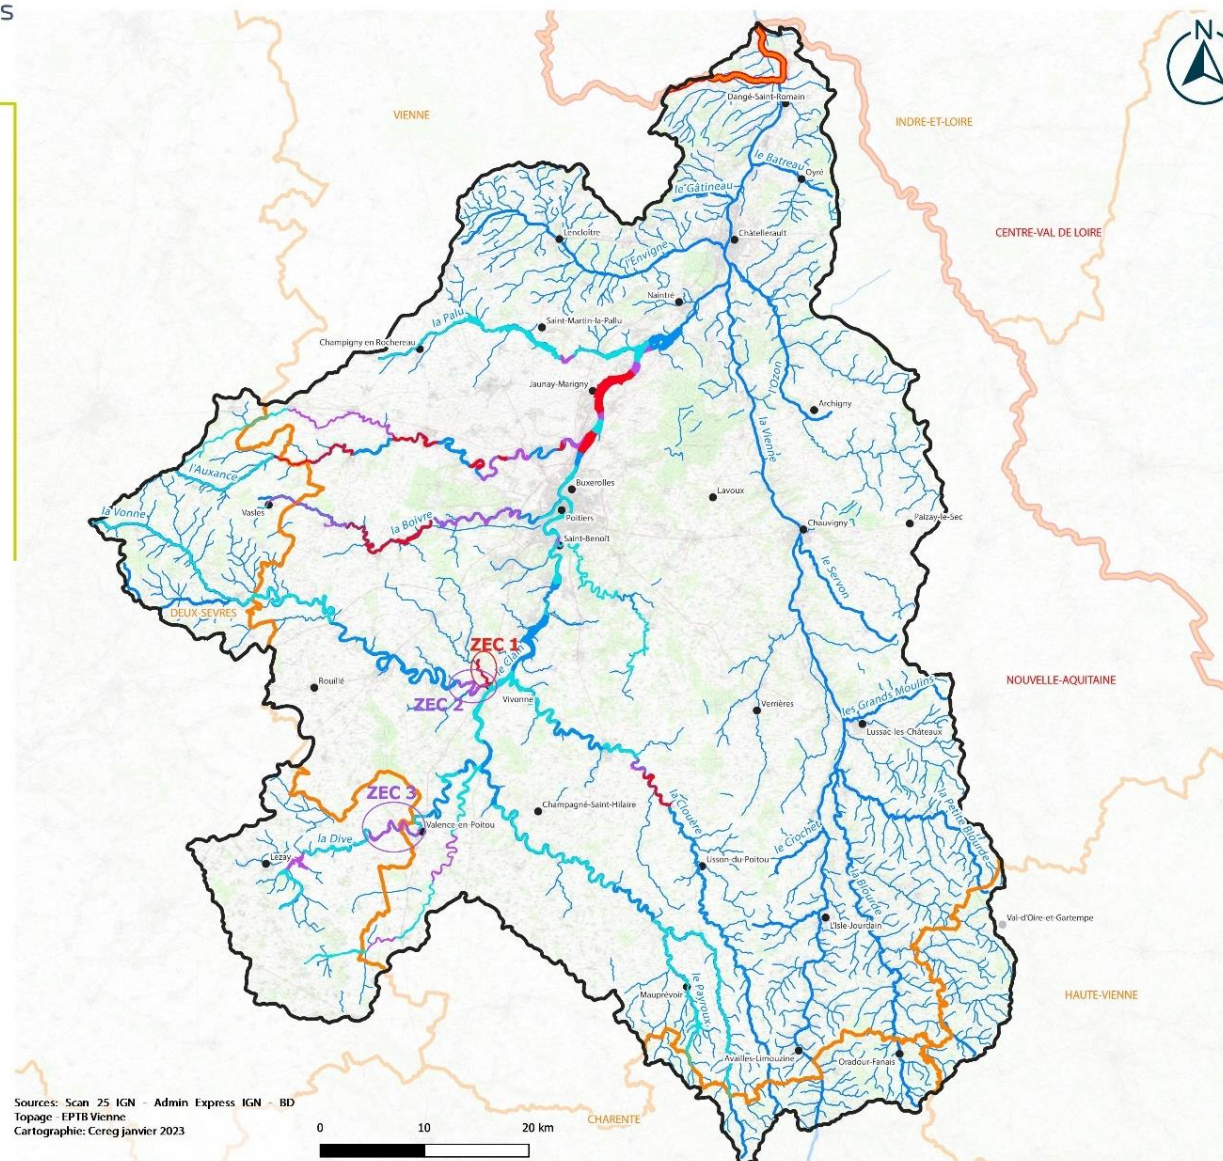 S
N
VIENNE
Dangé-Saint-Romain
INDRE-ET-LOIRE
le Batreau
Oyré
le Gâtineau
CENTRE-VAL DE LOIRE
Lencloître
Châtellerault
l'Envigne
Naintré
la Palu
Saint-Martin-la-Pallu
Champigny en Rochereau
Jaunay-Marigny
l'Ozon
Archigny
la Vienne
l'Auxance
Buxerolles
Lavoux
la Vonne
Vasles
la Boivre
Poitiers
Chauvigny
Paizay-le-Sec
Saint-Benoît
le Servon
DEUX-SEVRES
ZEC 1
le Clain
Rouillé
ZEC 2
Vivonne
NOUVELLE-AQUITAINE
les Grands Moulins
Verrières
Lussac-les-Châteaux
ZEC 3
Champagné-Saint-Hilaire
la Clouère
la Petite Blourde
Valence-en-Poitou
la Dive
le Crochet
Lezay
Usson-du-Poitou
la Blourde
L'Isle-Jourdain
Val-d'Oire-et-Gartempe
Mauprévoir
le Payroux
HAUTE-VIENNE
Availles-Limouzine
Oradour-Fanais
CHARENTE
Sources: Scan 25 IGN - Admin Express IGN - BD
Topage - EPTB Vienne
Cartographie: Cereg janvier 2023
0 10 20 km